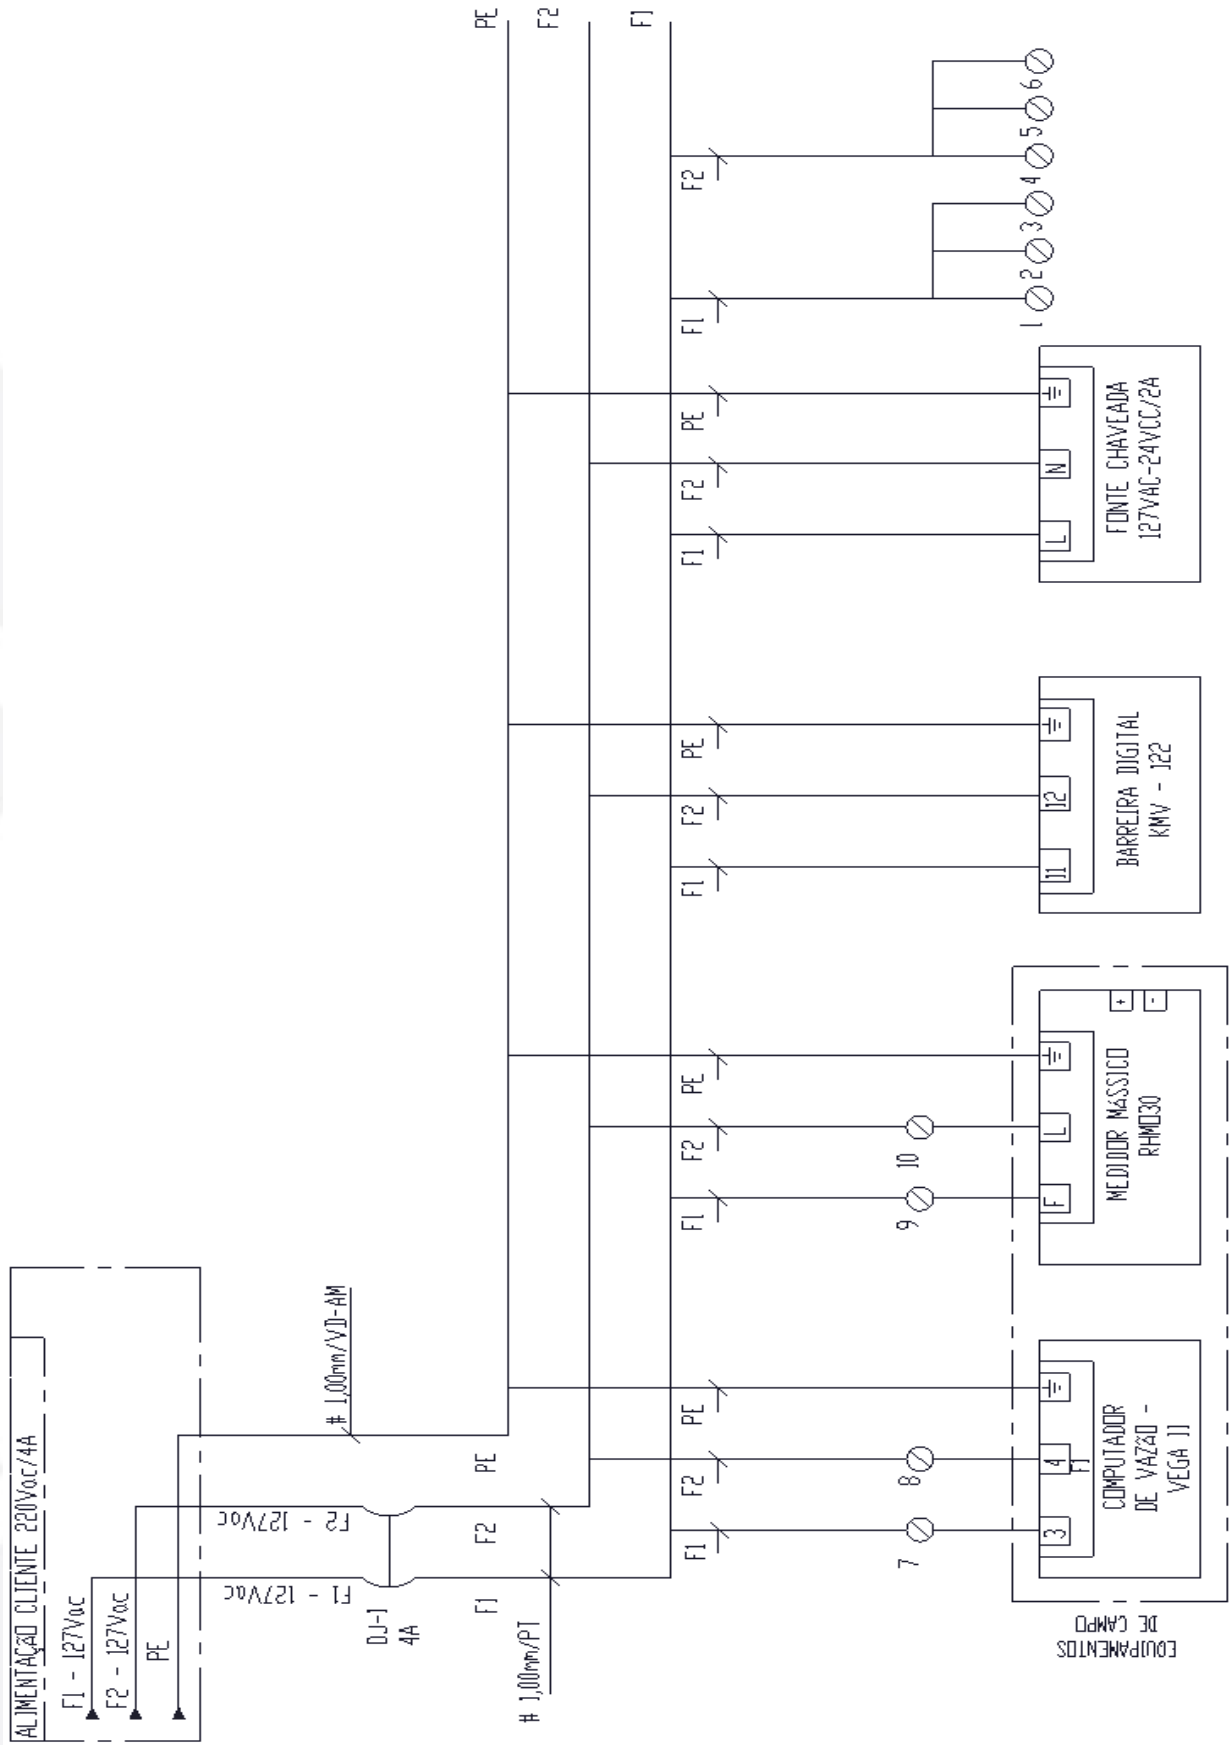 ALIMENTAÇÃO CLIENTE 220Vac/4A
F1 - 127Vac
F2 - 127Vac
PE
F1 - 127Vac
F2 - 127Vac
DJ-1
4A
# 1,00mm/VD-AM
F1
F2
PE
# 1,00mm/PT
PE
F2
F1
F1
F2
PE
F1
F2
PE
F1
F2
PE
F1
F2
PE
F1
F2
7
8
9
10
1
2
3
4
5
6
EQUIPAMENTOS
DE CAMPO
3
4
F1
COMPUTADOR
DE VAZÃO -
VEGA II
F
L
+
-
MEDIDOR MÁSSICO
RHM030
11
12
BARREIRA DIGITAL
KMV - 122
L
N
FONTE CHAVEADA
127VAC-24VCC/2A